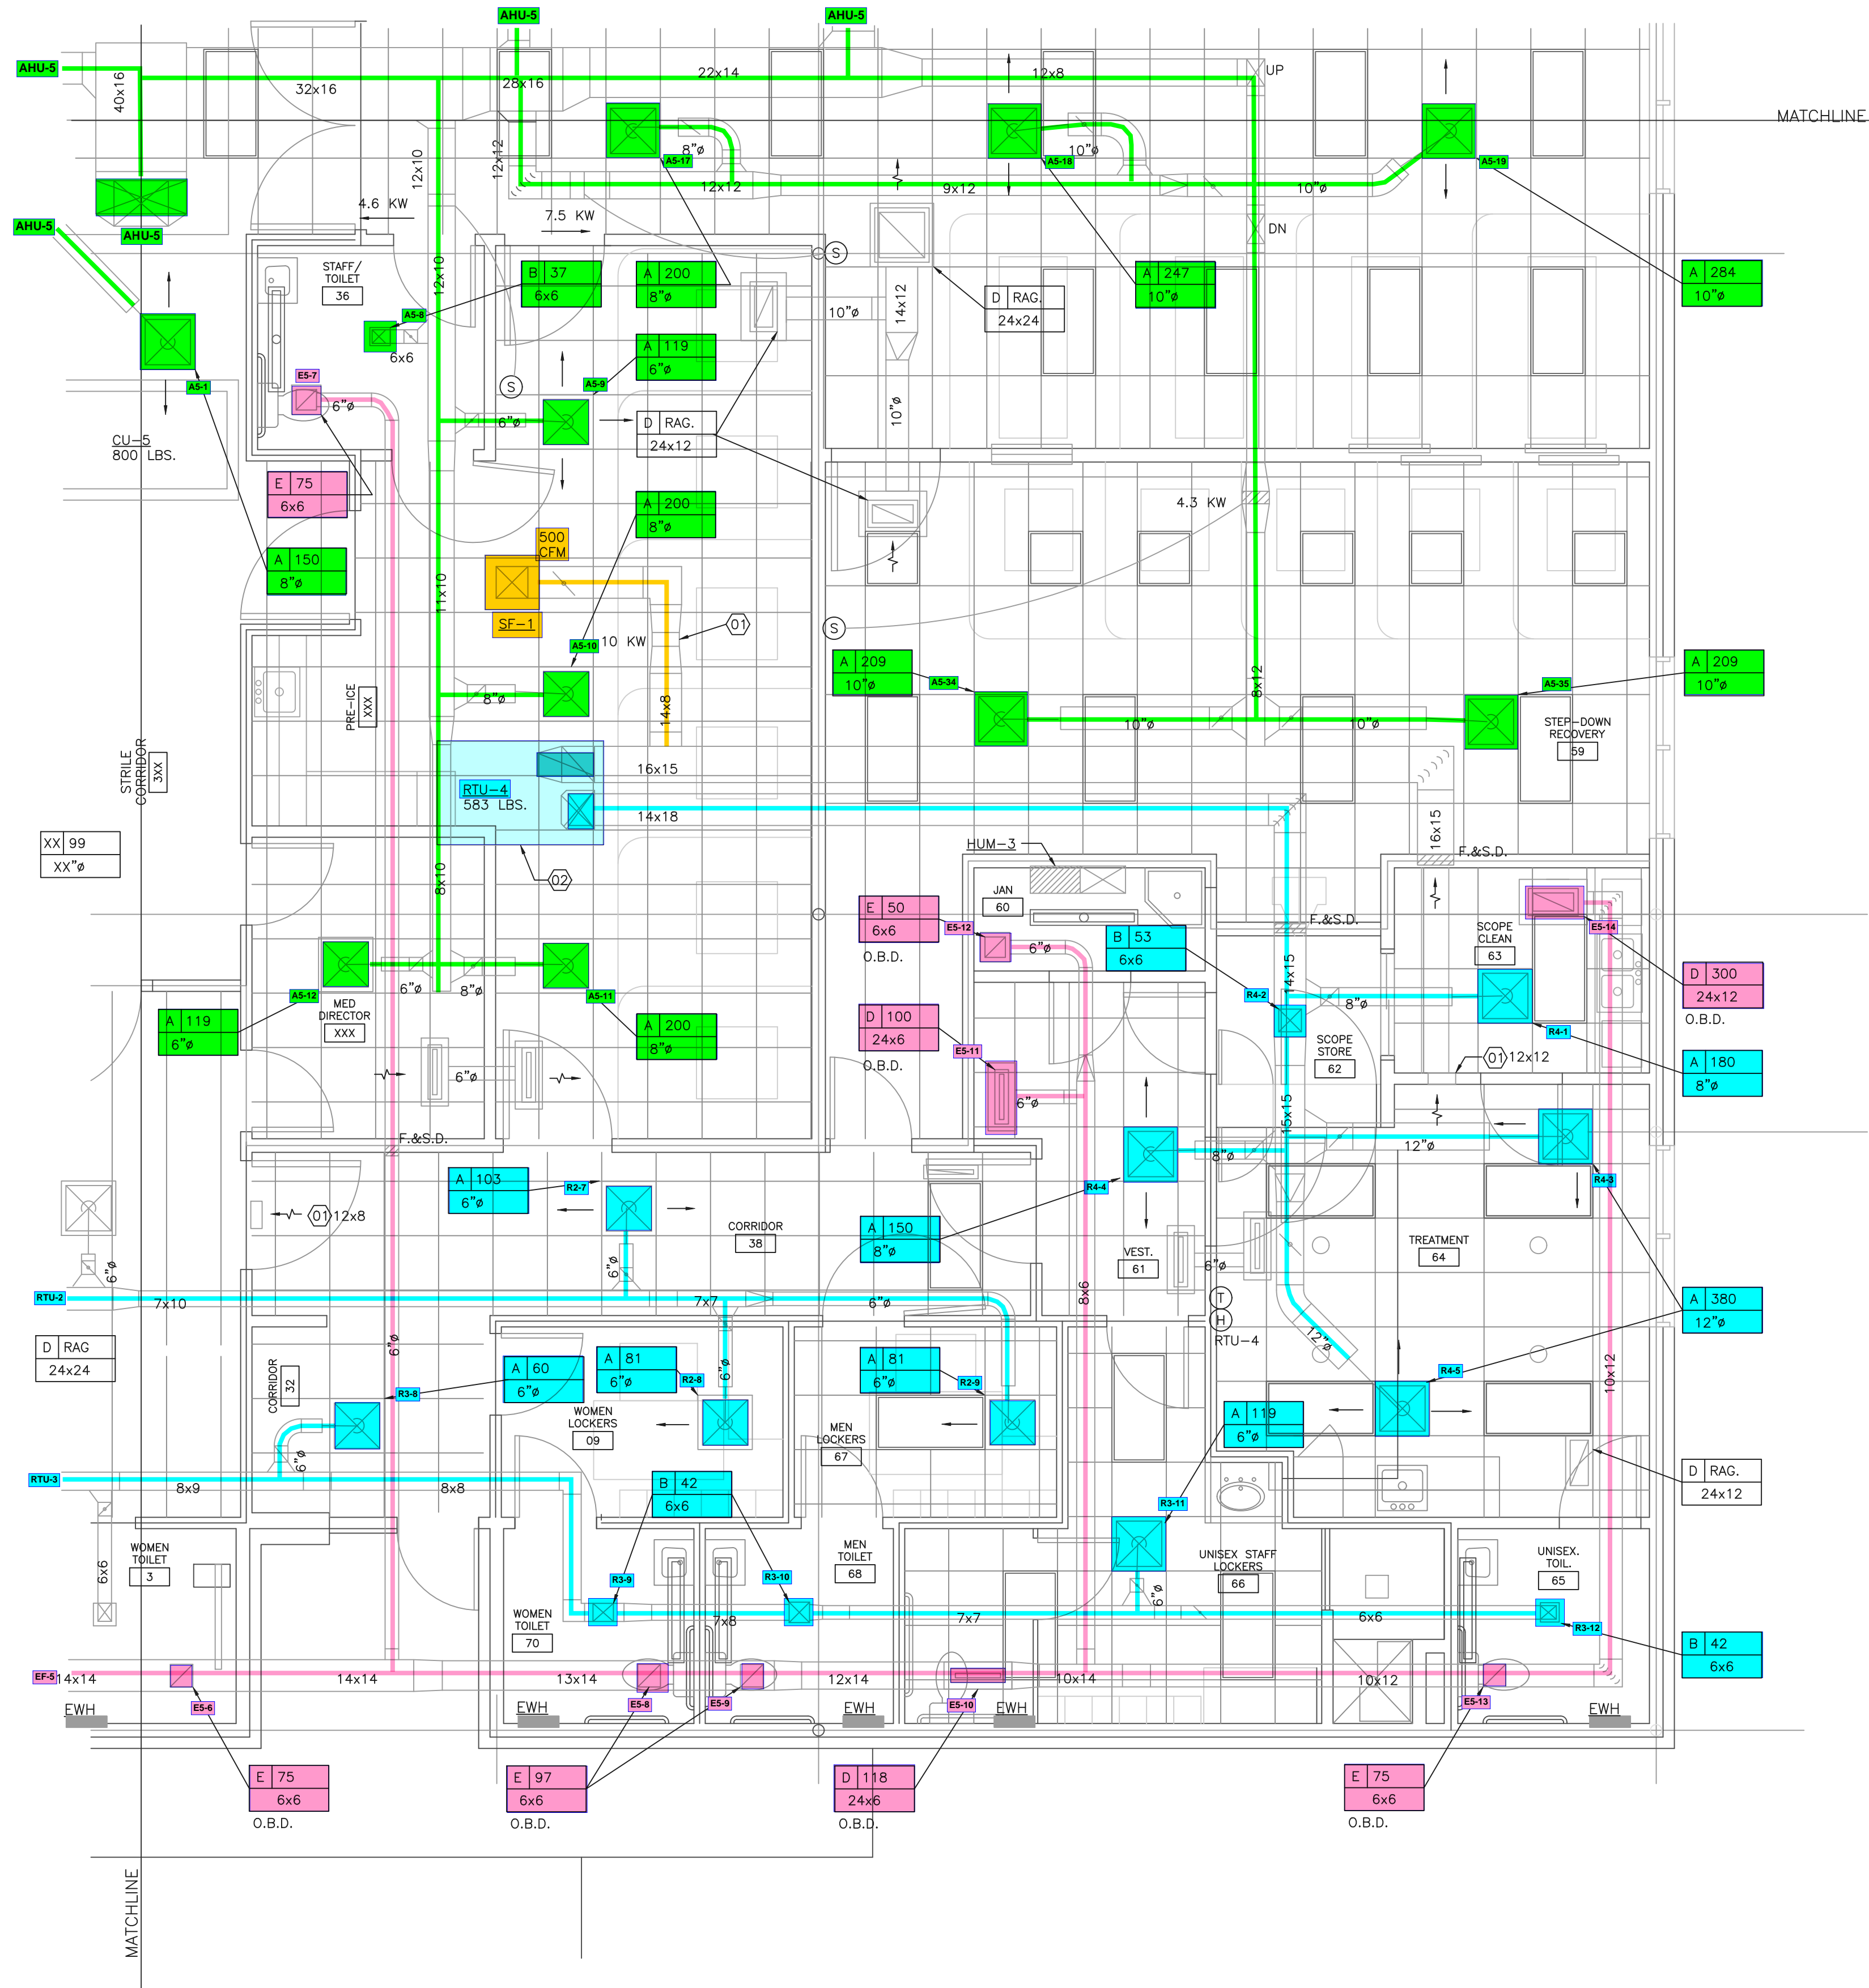 AHU-5
AHU-5
AHU-5
40x16
32x16
28x16
22x14
12x8
UP
MATCHLINE
12x10
12x12
8"ø
A5-17
12x12
10"ø
A5-18
9x12
10"ø
A5-19
4.6 KW
7.5 KW
AHU-5
AHU-5
DN
S
STAFF/
TOILET
36
12x10
B 37
6x6
A 200
8"ø
A 247
10"ø
A 284
10"ø
D RAG.
24x24
10"ø
14x12
A5-8
6x6
A 119
6"ø
A5-9
S
A5-1
E5-7
6"ø
6"ø
10"ø
D RAG.
24x12
CU-5
800 LBS.
E 75
6x6
A 200
8"ø
4.3 KW
500
CFM
A 150
8"ø
11x10
SF-1
01
S
A5-10
10 KW
A 209
10"ø
A5-34
8x12
A5-35
A 209
10"ø
PRE-ICE
XXX
8"ø
14x8
10"ø
10"ø
STEP-DOWN
RECOVERY
59
STRILE
CORRIDOR
3XX
16x15
RTU-4
583 LBS.
14x18
16x15
XX 99
XX"ø
HUM-3
F.&S.D.
8x10
02
JAN
60
E 50
6x6
O.B.D.
E5-12
6"ø
F.&S.D.
B 53
6x6
SCOPE
CLEAN
63
E5-14
D 300
24x12
O.B.D.
6"ø
8"ø
A5-12
A5-11
14x15
R4-2
8"ø
R4-1
MED
DIRECTOR
XXX
A 119
6"ø
A 200
8"ø
D 100
24x6
O.B.D.
E5-11
SCOPE
STORE
62
01 12x12
A 180
8"ø
6"ø
6"ø
15x15
F.&S.D.
8"ø
12"ø
A 103
6"ø
R2-7
R4-4
R4-3
01 12x8
CORRIDOR
38
A 150
8"ø
VEST.
61
TREATMENT
64
6"ø
6"ø
6"ø
8x6
RTU-2
7x10
7x7
6"ø
T
H
RTU-4
A 380
12"ø
D RAG
24x24
6"ø
12"ø
10x12
CORRIDOR
32
R3-8
A 60
6"ø
A 81
6"ø
R2-8
6"ø
A 81
6"ø
R2-9
R4-5
WOMEN
LOCKERS
09
MEN
LOCKERS
67
A 119
6"ø
6"ø
RTU-3
8x9
8x8
B 42
6x6
R3-11
D RAG.
24x12
6x6
WOMEN
TOILET
3
MEN
TOILET
68
UNISEX STAFF
LOCKERS
66
UNISEX.
TOIL.
65
R3-9
R3-10
6"ø
WOMEN
TOILET
70
7x8
7x7
6x6
R3-12
B 42
6x6
EF-5
14x14
14x14
13x14
12x14
10x14
10x12
E5-6
E5-8
E5-9
E5-10
E5-13
EWH
EWH
EWH
EWH
EWH
E 75
6x6
O.B.D.
E 97
6x6
O.B.D.
D 118
24x6
O.B.D.
E 75
6x6
O.B.D.
MATCHLINE